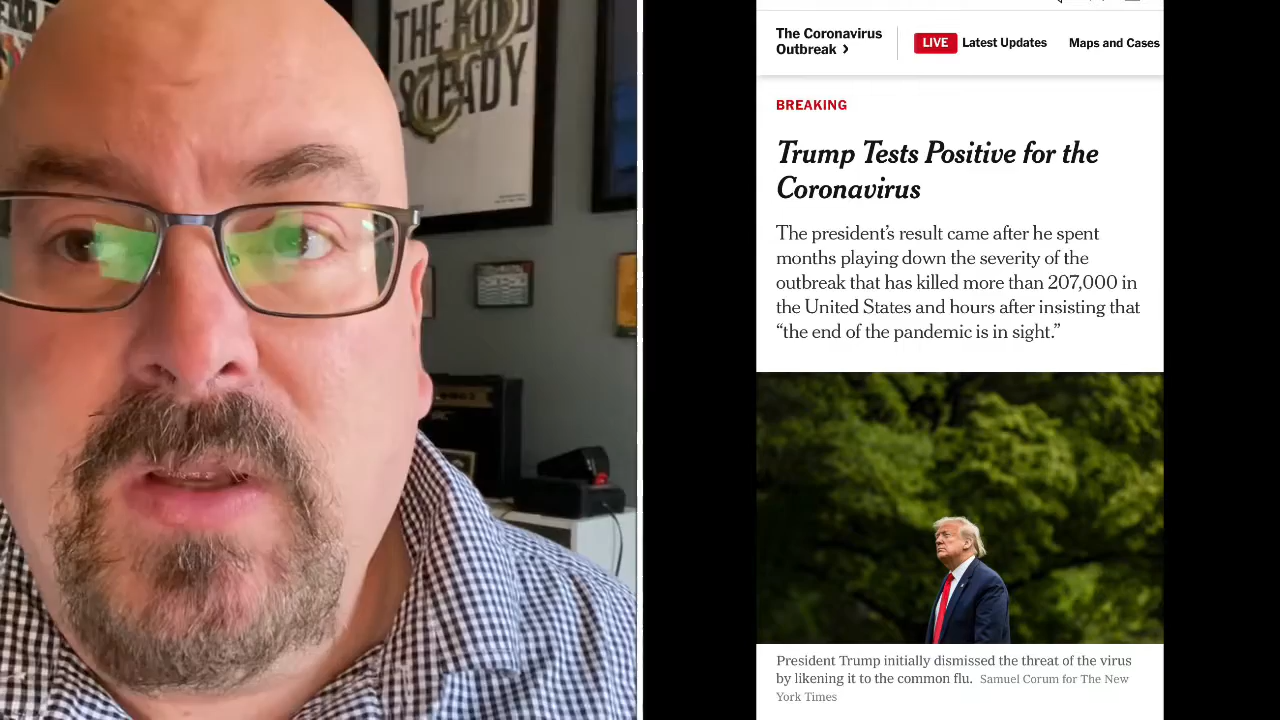 THE HOLD
STEADY
The Coronavirus
Outbreak ›
LIVE Latest Updates Maps and Cases
BREAKING
Trump Tests Positive for the
Coronavirus
The president’s result came after he spent
months playing down the severity of the
outbreak that has killed more than 207,000 in
the United States and hours after insisting that
“the end of the pandemic is in sight.”
President Trump initially dismissed the threat of the virus
by likening it to the common flu. Samuel Corum for The New
York Times